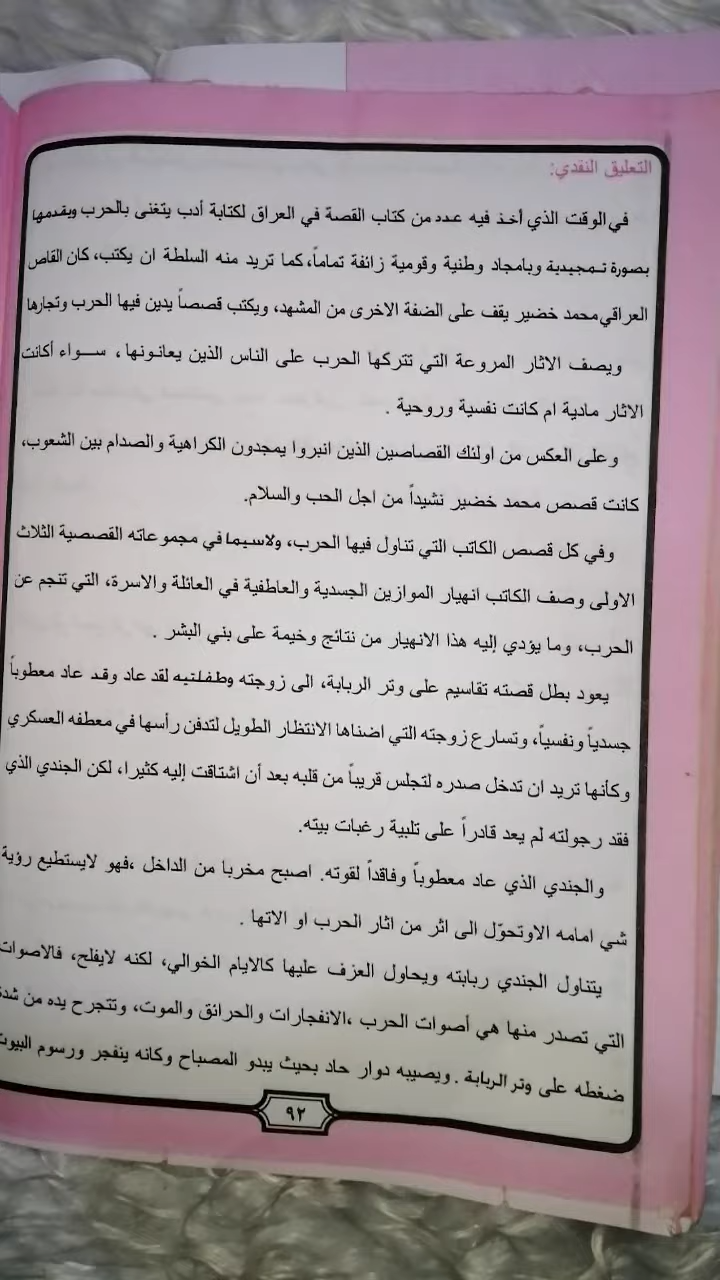 التعليق النقدي:
في الوقت الذي أخذ فيه عدد من كتاب القصة في العراق لكتابة أدب يتغنى بالحرب ويقدمها
بصورة تمجيدية وبامجاد وطنية وقومية زائفة تماماً، كما تريد منه السلطة ان يكتب، كان القاص
العراقي محمد خضير يقف على الضفة الاخرى من المشهد، ويكتب قصصاً يدين فيها الحرب وتجارها
ويصف الاثار المروعة التي تتركها الحرب على الناس الذين يعانونها، سواء أكانت
الاثار مادية ام كانت نفسية وروحية .
وعلى العكس من اولئك القصاصين الذين انبروا يمجدون الكراهية والصدام بين الشعوب،
كانت قصص محمد خضير نشيداً من اجل الحب والسلام.
وفي كل قصص الكاتب التي تناول فيها الحرب، ولاسيما في مجموعاته القصصية الثلاث
الاولى وصف الكاتب انهيار الموازين الجسدية والعاطفية في العائلة والاسرة، التي تنجم عن
الحرب، وما يؤدي إليه هذا الانهيار من نتائج وخيمة على بني البشر .
يعود بطل قصته تقاسيم على وتر الربابة، الى زوجته وطفلتيه لقد عاد وقد عاد معطوباً
جسدياً ونفسياً، وتسارع زوجته التي اضناها الانتظار الطويل لتدفن رأسها في معطفه العسكري
وكأنها تريد ان تدخل صدره لتجلس قريباً من قلبه بعد أن اشتاقت إليه كثيرا، لكن الجندي الذي
فقد رجولته لم يعد قادراً على تلبية رغبات بيته.
والجندي الذي عاد معطوباً وفاقداً لقوته. اصبح مخربا من الداخل ،فهو لايستطيع رؤية
شي امامه الاوتحوّل الى اثر من اثار الحرب او الاتها .
يتناول الجندي ربابته ويحاول العزف عليها كالايام الخوالي، لكنه لايفلح، فالاصوات
التي تصدر منها هي أصوات الحرب ،الانفجارات والحرائق والموت، وتتجرح يده من شدة
ضغطه على وتر الربابة . ويصيبه دوار حاد بحيث يبدو المصباح وكانه ينفجر ورسوم البيوت
٩٢